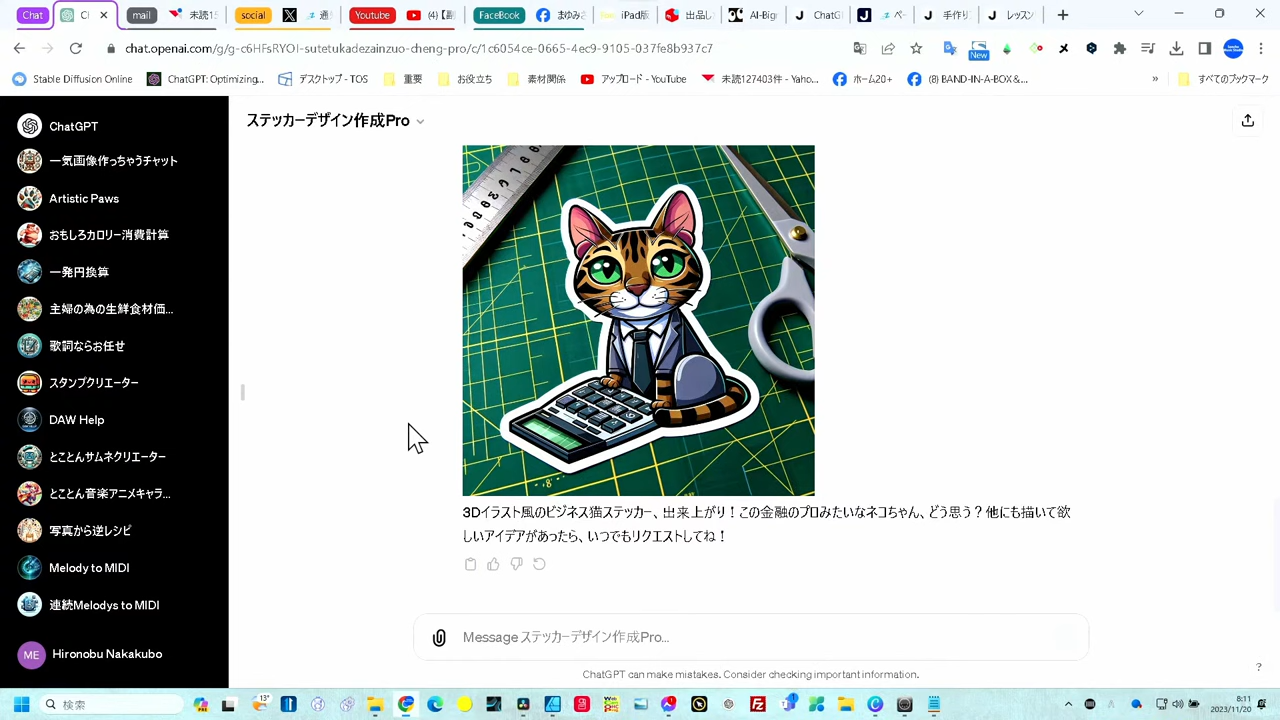 Chat
C
mail
未読15
social
通
Youtube
(4)【副
FaceBook
まゆみさ
iPad版
出品し
AI-Big
ChatG
ペー
手作り
レッスン
chat.openai.com/g/g-c6HFsRTOI-sutetukadezainzuo-cheng-pro/c/1c6054ce-0665-4ec9-9105-037fe8b937c7
New
Stable Diffusion Online
ChatGPT: Optimizing...
デスクトップ - TOS
重要
お役立ち
素材関係
アップロード - YouTube
未読127403件 - Yaho...
ホーム20+
(8) BAND-IN-A-BOX &...
»
すべてのブックマーク
ChatGPT
一気画像作っちゃうチャット
Artistic Paws
おもしろカロリー消費計算
一発円換算
主婦の為の生鮮食材価...
歌詞ならお任せ
スタンプクリエーター
DAW Help
とことんサムネクリエーター
とことん音楽アニメキャラ...
写真から逆レシピ
Melody to MIDI
連続Melodys to MIDI
ME
Hironobu Nakakubo
ステッカーデザイン作成Pro
3Dイラスト風のビジネス猫ステッカー、出来上がり！この金融のプロみたいなネコちゃん、どう思う？他にも描いて欲
しいアイデアがあったら、いつでもリクエストしてね！
Message ステッカーデザイン作成Pro...
ChatGPT can make mistakes. Consider checking important information.
?
検索
13°
8:11
2023/11/20